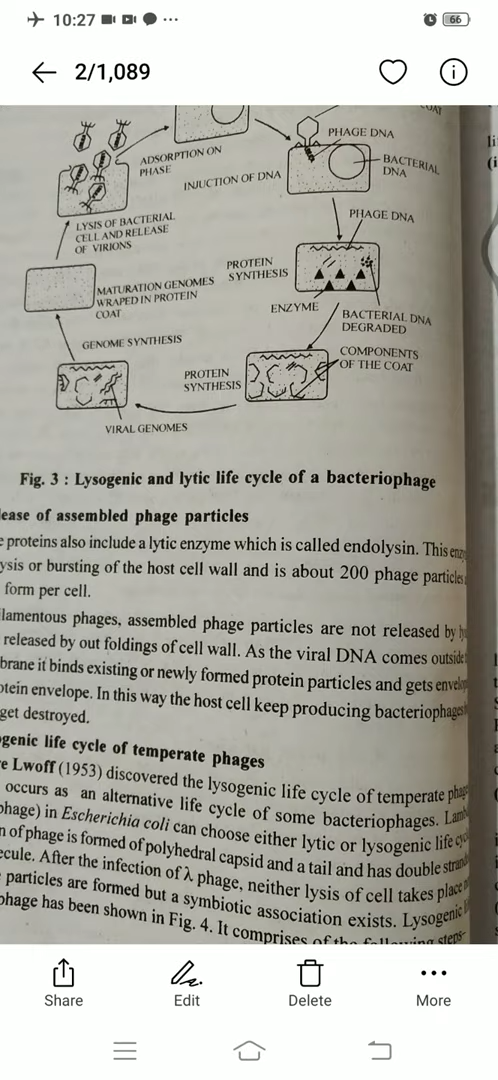 10:27
66
2/1,089
PHAGE DNA
ADSORPTION ON
PHASE
BACTERIAL
DNA
INJUCTION OF DNA
PHAGE DNA
LYSIS OF BACTERIAL
CELL AND RELEASE
OF VIRIONS
PROTEIN
SYNTHESIS
MATURATION GENOMES
WRAPED IN PROTEIN
COAT
ENZYME
BACTERIAL DNA
DEGRADED
GENOME SYNTHESIS
COMPONENTS
OF THE COAT
PROTEIN
SYNTHESIS
VIRAL GENOMES
Fig. 3 : Lysogenic and lytic life cycle of a bacteriophage
lease of assembled phage particles
e proteins also include a lytic enzyme which is called endolysin. This
ysis or bursting of the host cell wall and is about 200 phage particles
form per cell.
ilamentous phages, assembled phage particles are not released by
released by out foldings of cell wall. As the viral DNA comes outside
brane it binds existing or newly formed protein particles and gets
otein envelope. In this way the host cell keep producing bacteriophages
get destroyed.
genic life cycle of temperate phages
e Lwoff (1953) discovered the lysogenic life cycle of temperate
occurs as an alternative life cycle of some bacteriophages.
phage) in Escherichia coli can choose either lytic or lysogenic life
n of phage is formed of polyhedral capsid and a tail and has double
ecule. After the infection of λ phage, neither lysis of cell takes place
particles are formed but a symbiotic association exists. Lysogenic
phage has been shown in Fig. 4. It comprises of the following steps-
Share
Edit
Delete
More